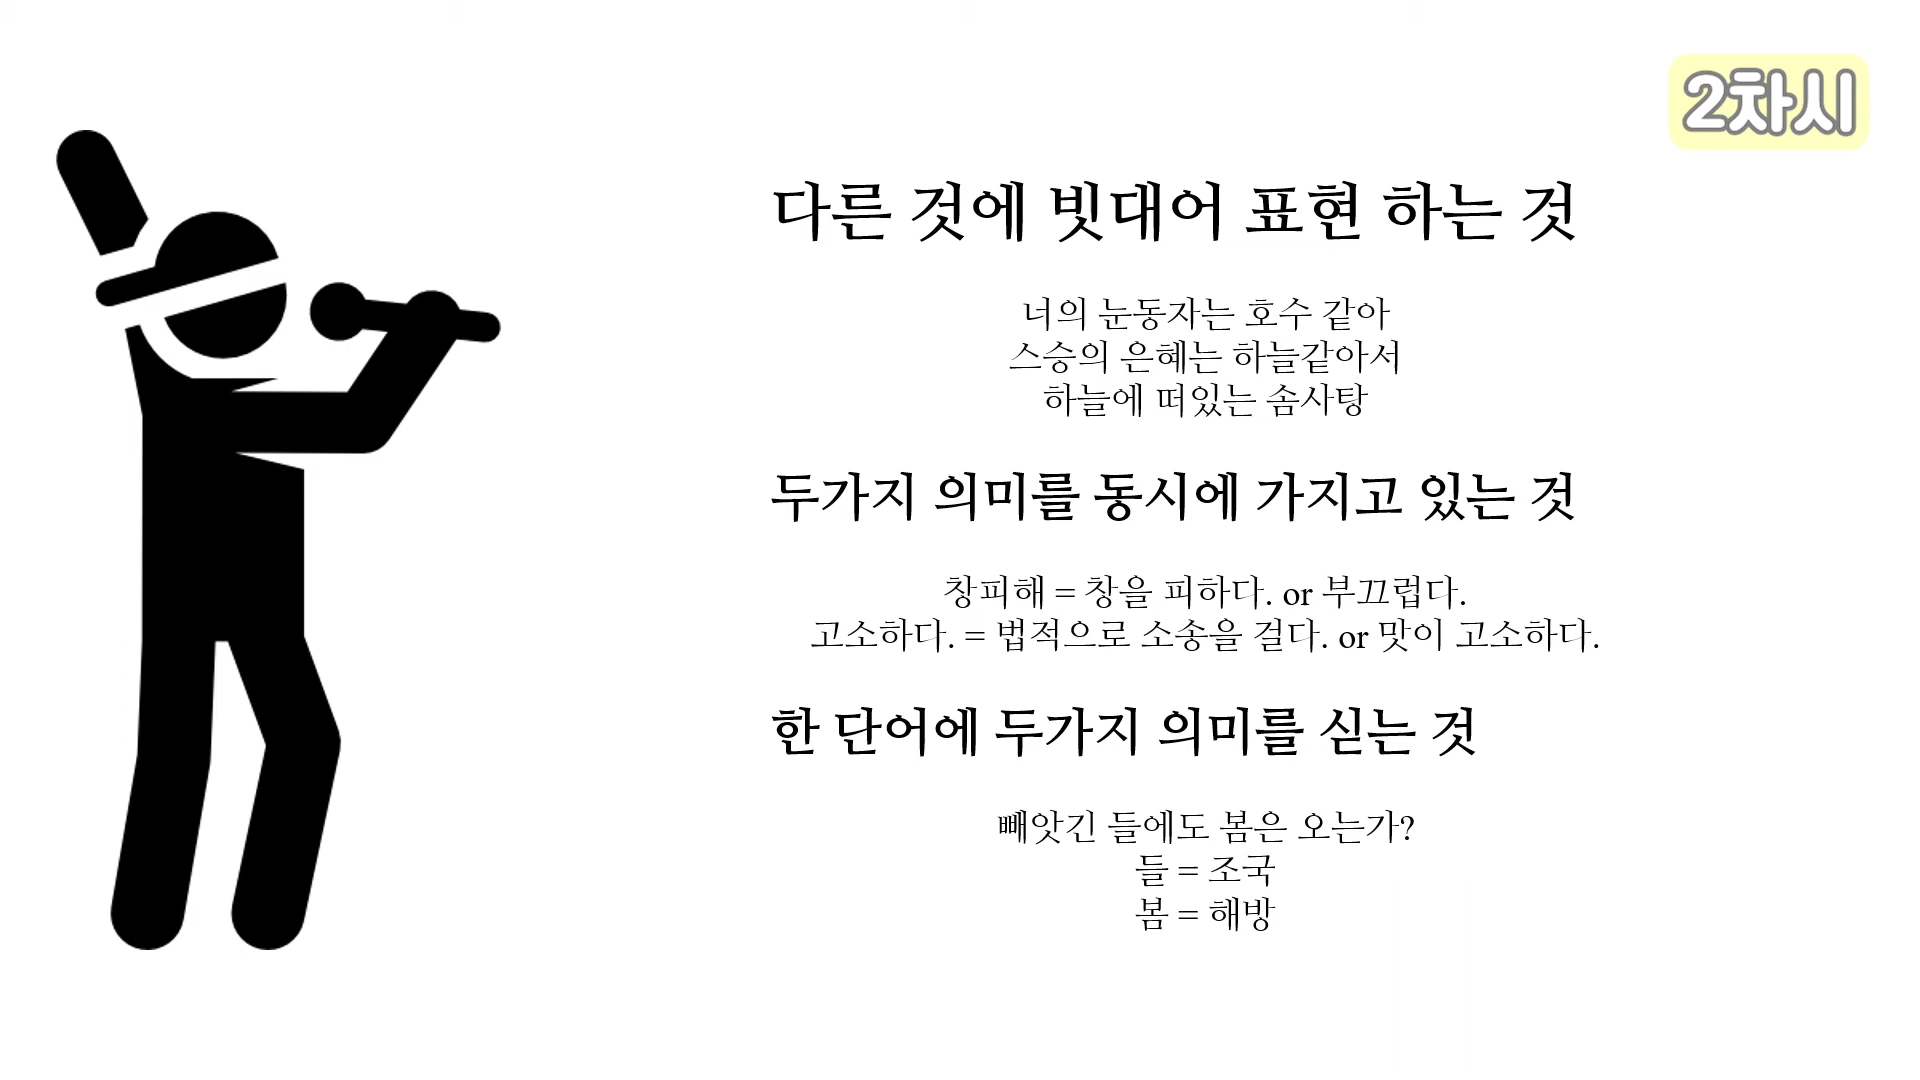 2차시
다른 것에 빗대어 표현 하는 것
너의 눈동자는 호수 같아
스승의 은혜는 하늘같아서
하늘에 떠있는 솜사탕
두가지 의미를 동시에 가지고 있는 것
창피해 = 창을 피하다. or 부끄럽다.
고소하다. = 법적으로 소송을 걸다. or 맛이 고소하다.
한 단어에 두가지 의미를 싣는 것
빼앗긴 들에도 봄은 오는가?
들 = 조국
봄 = 해방